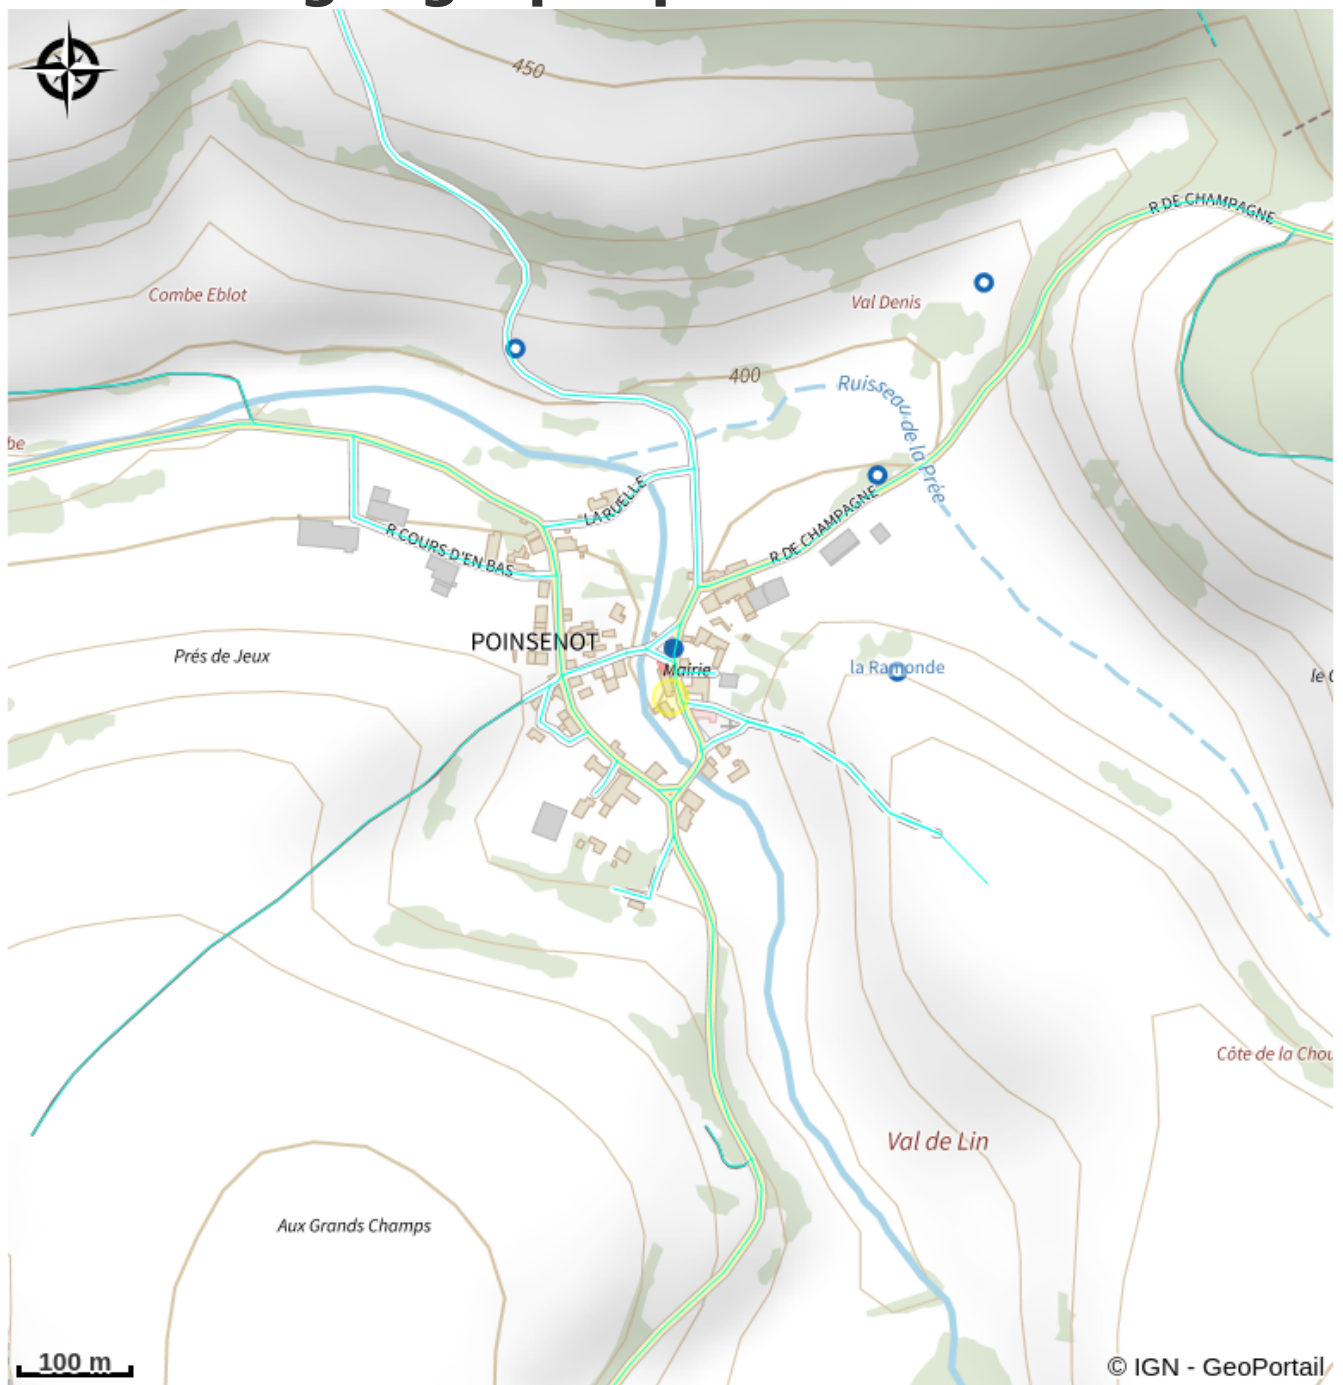 450
R DE CHAMPAGNE
Combe Eblot
Val Denis
400
Ruisseau de la Prée
be
LA RUELLE
R COURS D'EN BAS
R DE CHAMPAGNE
POINSENOT
Prés de Jeux
Mairie
la Ramonde
le C
Côte de la Chou
Val de Lin
Aux Grands Champs
100 m
© IGN - GeoPortail